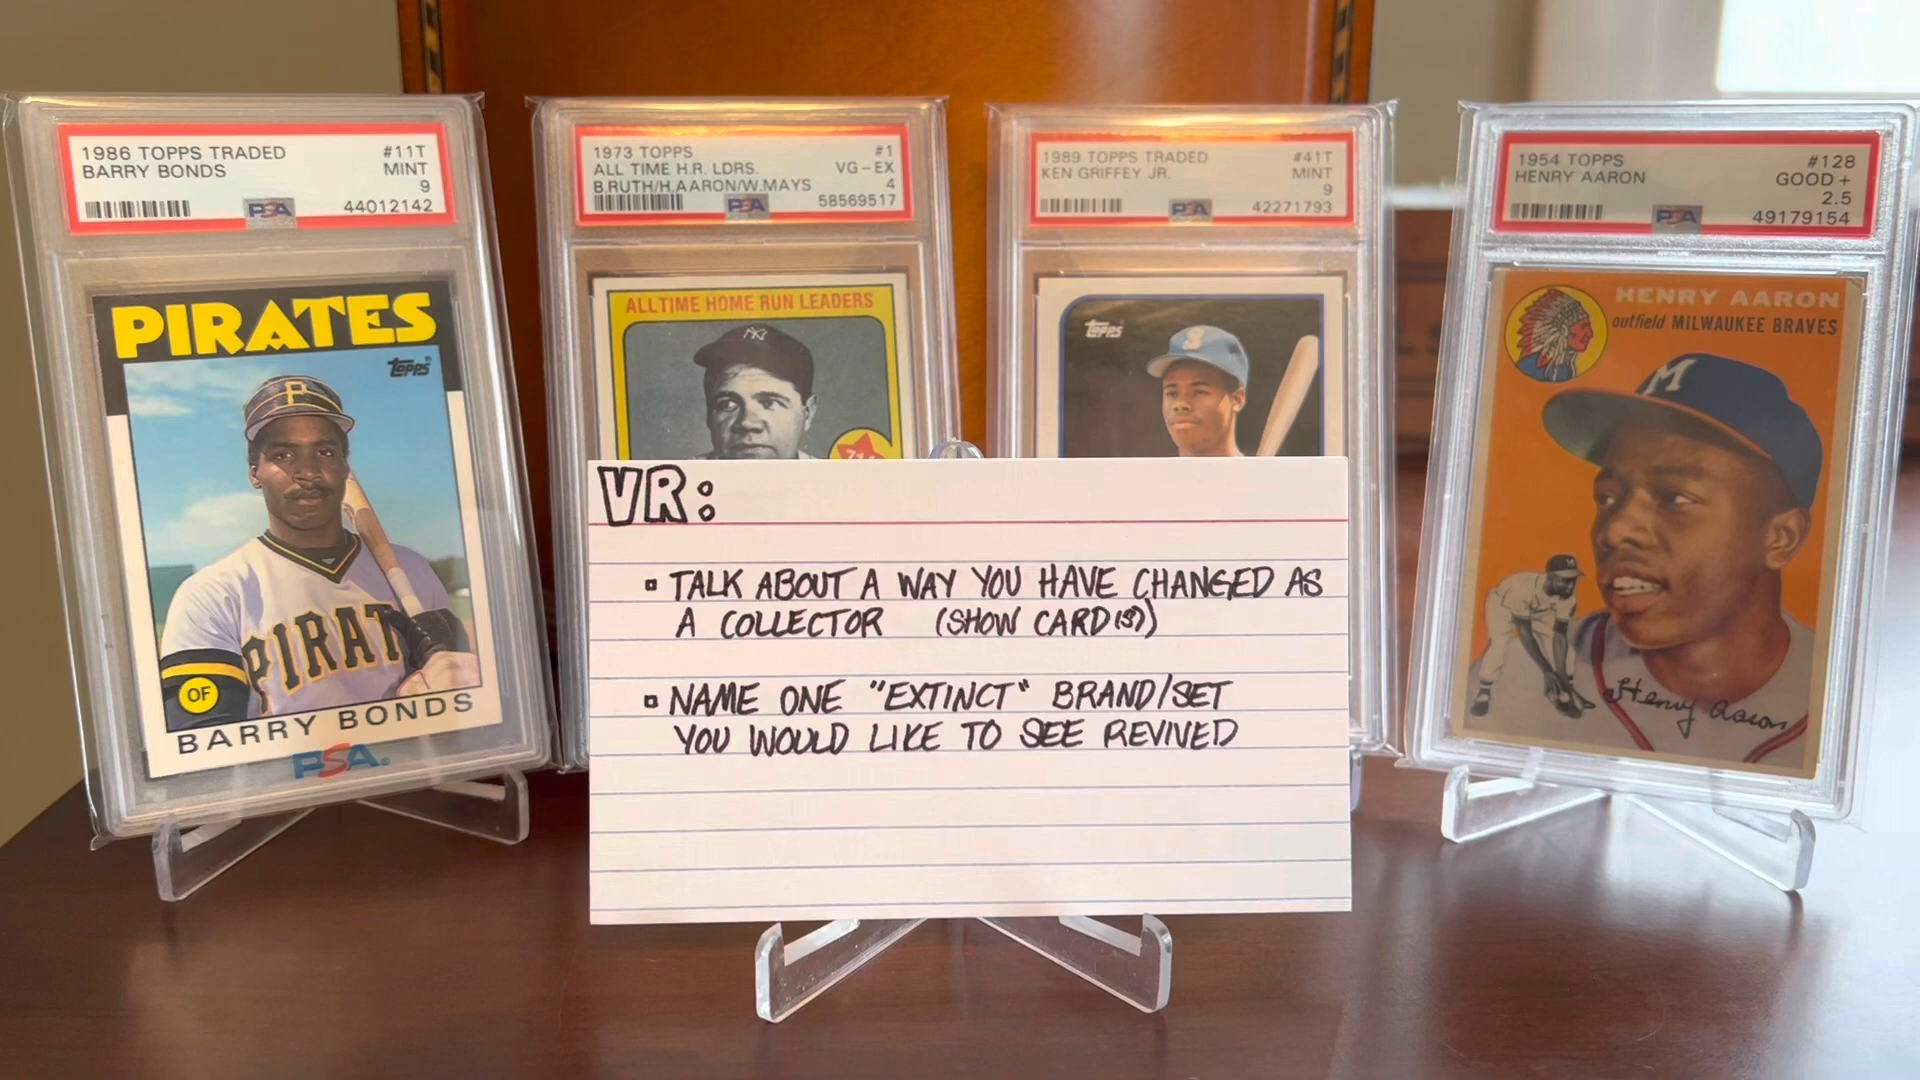 1986 TOPPS TRADED #11T
BARRY BONDS MINT
9
PSA 44012142
PIRATES
Topps
P
PIRAT
OF
BARRY BONDS
PSA
1973 TOPPS #1
ALL TIME H.R. LDRS. VG-EX
B.RUTH/H.AARON/W.MAYS 4
PSA 58569517
ALL TIME HOME RUN LEADERS
NY
714
1989 TOPPS TRADED #41T
KEN GRIFFEY JR. MINT
9
PSA 42271793
Topps
S
1954 TOPPS #128
HENRY AARON GOOD +
2.5
PSA 49179154
HENRY AARON
outfield MILWAUKEE BRAVES
M
Henry Aaron
VR:
▫ TALK ABOUT A WAY YOU HAVE CHANGED AS
A COLLECTOR (SHOW CARD(S))
▫ NAME ONE "EXTINCT" BRAND/SET
YOU WOULD LIKE TO SEE REVIVED